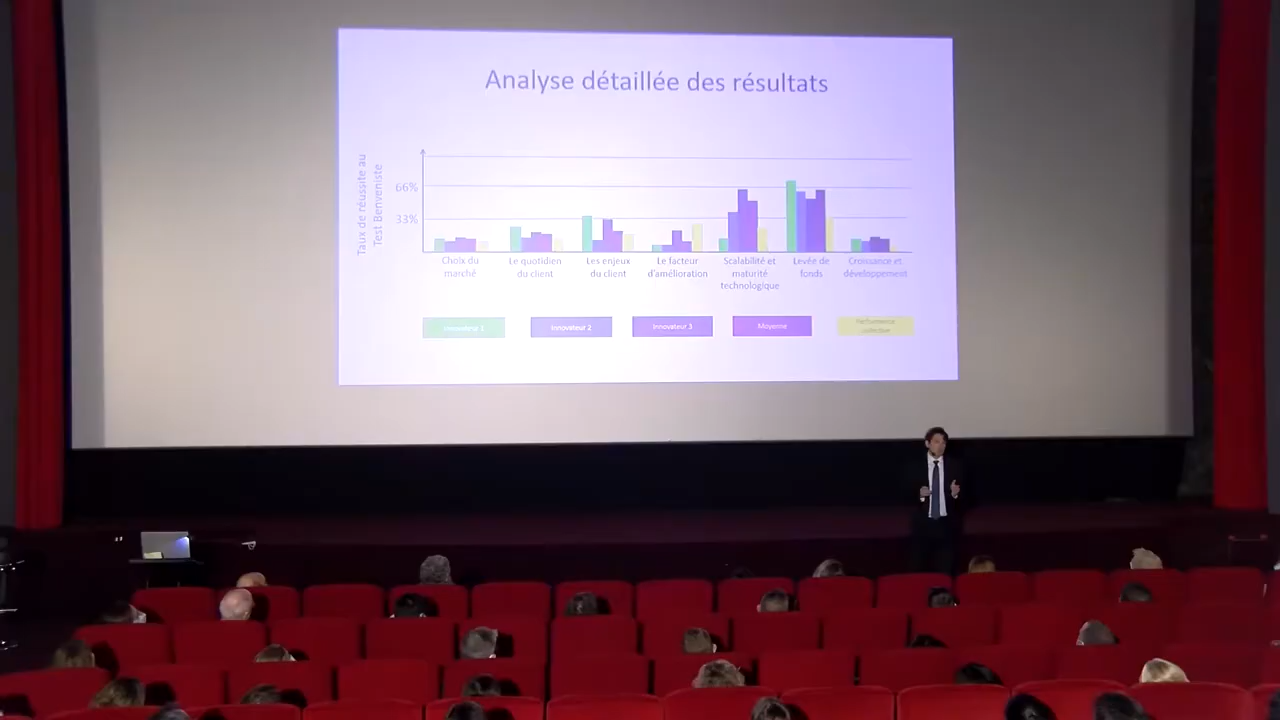 Analyse détaillée des résultats
Taux de réussite au
Test Benveniste
66%
33%
Choix du
marché
Le quotidien
du client
Les enjeux
du client
Le facteur
d'amélioration
Scalabilité et
maturité
technologique
Levée de
fonds
Croissance et
développement
Innovateur 1
Innovateur 2
Innovateur 3
Moyenne
Performance
collective